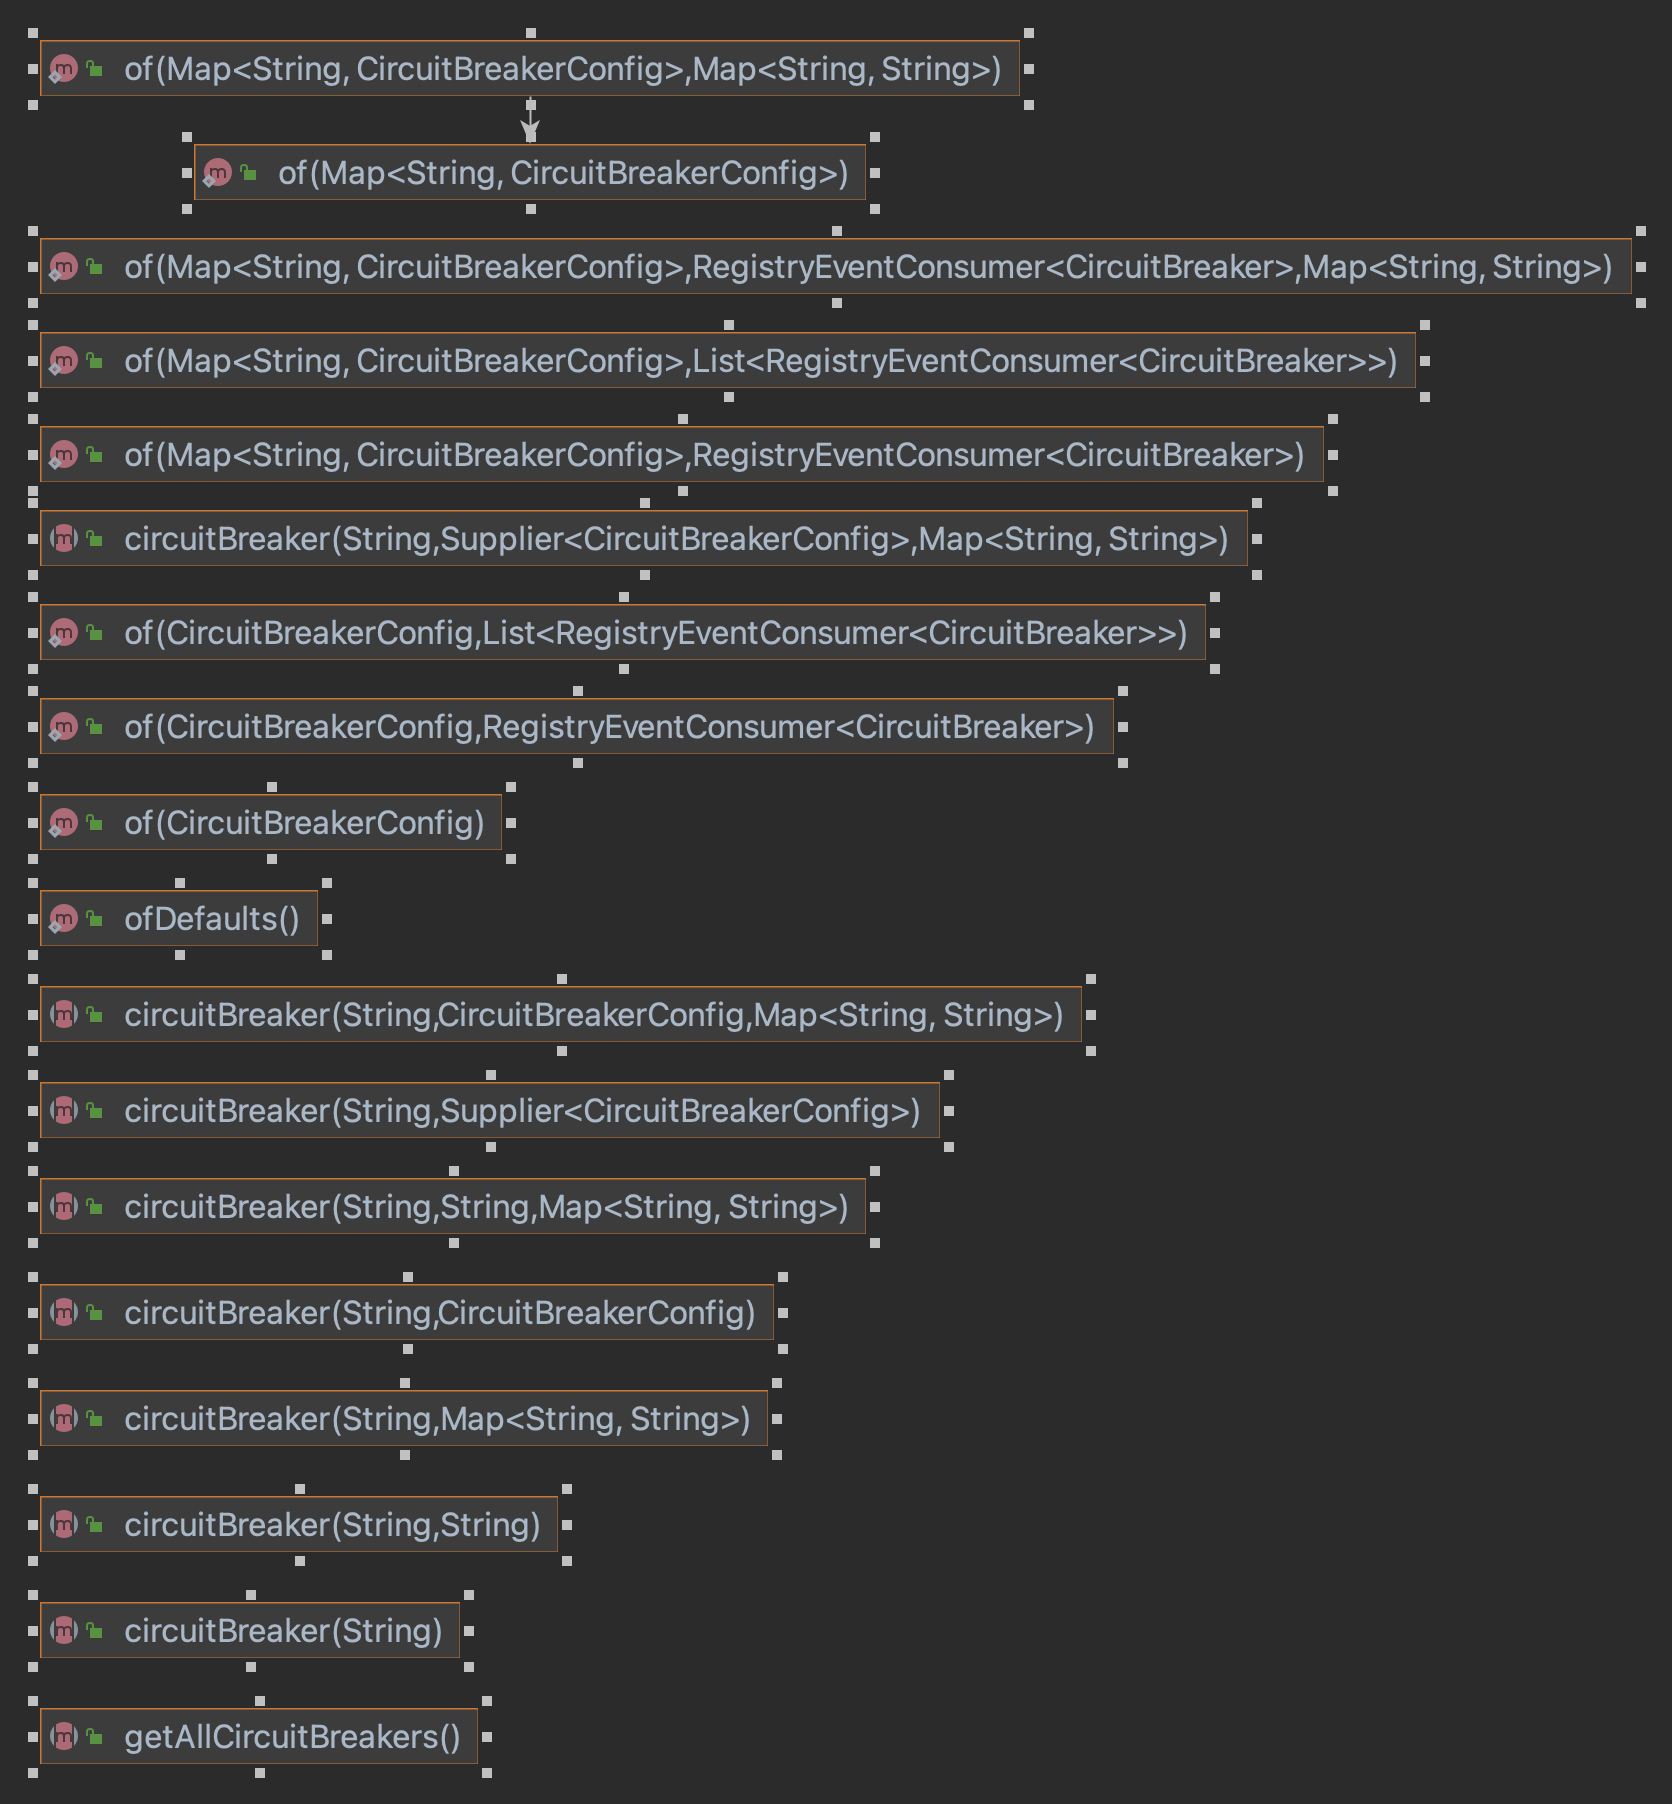 of(Map<String, CircuitBreakerConfig>,Map<String, String>)
of(Map<String, CircuitBreakerConfig>)
of(Map<String, CircuitBreakerConfig>,RegistryEventConsumer<CircuitBreaker>,Map<String, String>)
of(Map<String, CircuitBreakerConfig>,List<RegistryEventConsumer<CircuitBreaker>>)
of(Map<String, CircuitBreakerConfig>,RegistryEventConsumer<CircuitBreaker>)
circuitBreaker(String,Supplier<CircuitBreakerConfig>,Map<String, String>)
of(CircuitBreakerConfig,List<RegistryEventConsumer<CircuitBreaker>>)
of(CircuitBreakerConfig,RegistryEventConsumer<CircuitBreaker>)
of(CircuitBreakerConfig)
ofDefaults()
circuitBreaker(String,CircuitBreakerConfig,Map<String, String>)
circuitBreaker(String,Supplier<CircuitBreakerConfig>)
circuitBreaker(String,String,Map<String, String>)
circuitBreaker(String,CircuitBreakerConfig)
circuitBreaker(String,Map<String, String>)
circuitBreaker(String,String)
circuitBreaker(String)
getAllCircuitBreakers()